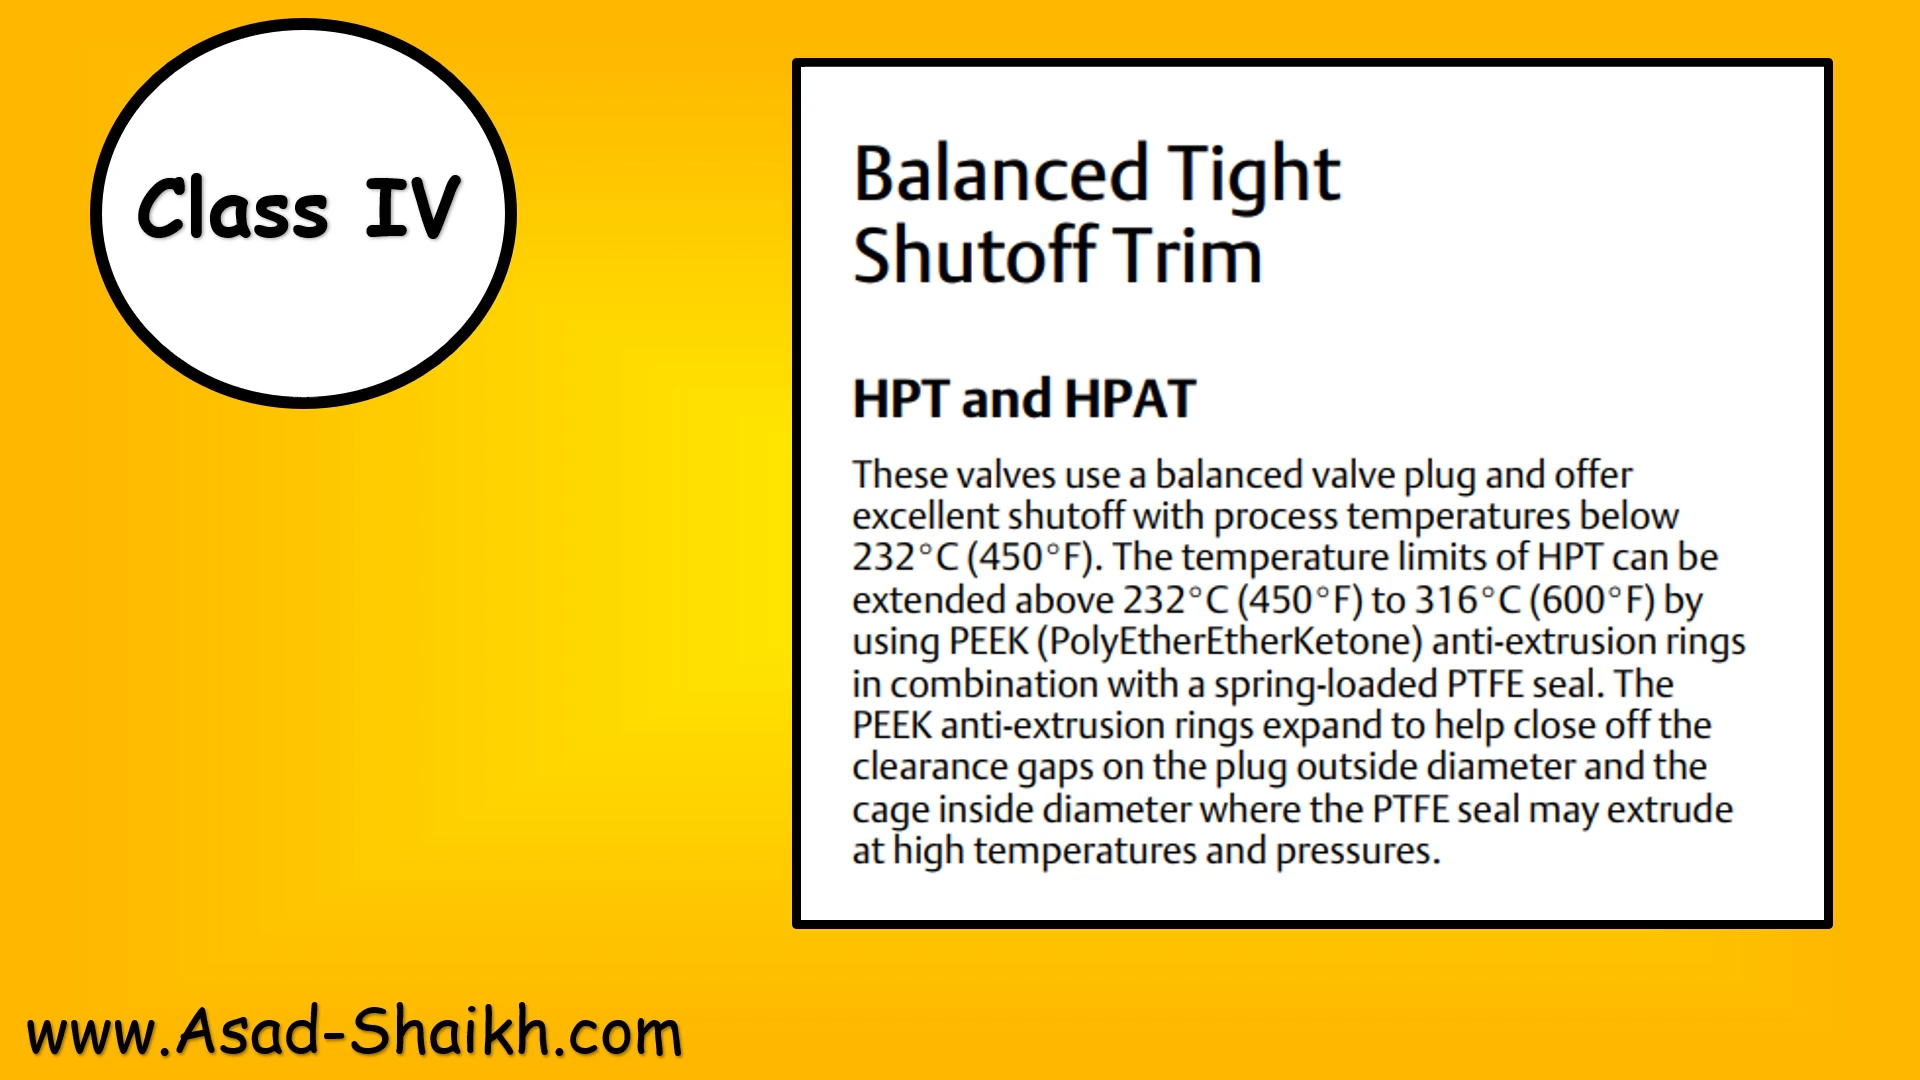 Class IV
Balanced Tight
Shutoff Trim
HPT and HPAT
These valves use a balanced valve plug and offer
excellent shutoff with process temperatures below
232°C (450°F). The temperature limits of HPT can be
extended above 232°C (450°F) to 316°C (600°F) by
using PEEK (PolyEtherEtherKetone) anti-extrusion rings
in combination with a spring-loaded PTFE seal. The
PEEK anti-extrusion rings expand to help close off the
clearance gaps on the plug outside diameter and the
cage inside diameter where the PTFE seal may extrude
at high temperatures and pressures.
www.Asad-Shaikh.com